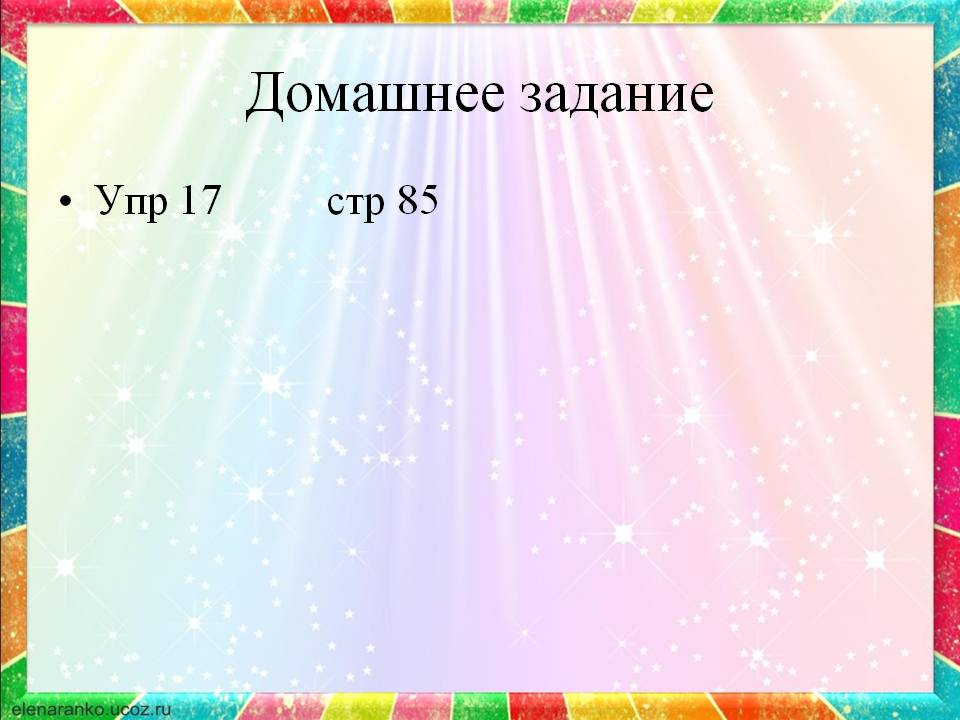 Домашнее задание
• Упр 17 стр 85
elenaranko.ucoz.ru